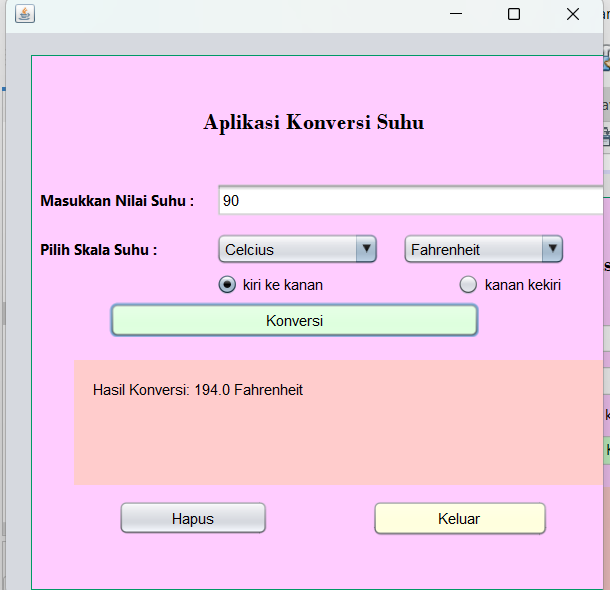 Aplikasi Konversi Suhu
Masukkan Nilai Suhu : 90
Pilih Skala Suhu : Celcius Fahrenheit
kiri ke kanan kanan kekiri
Konversi
Hasil Konversi: 194.0 Fahrenheit
Hapus Keluar